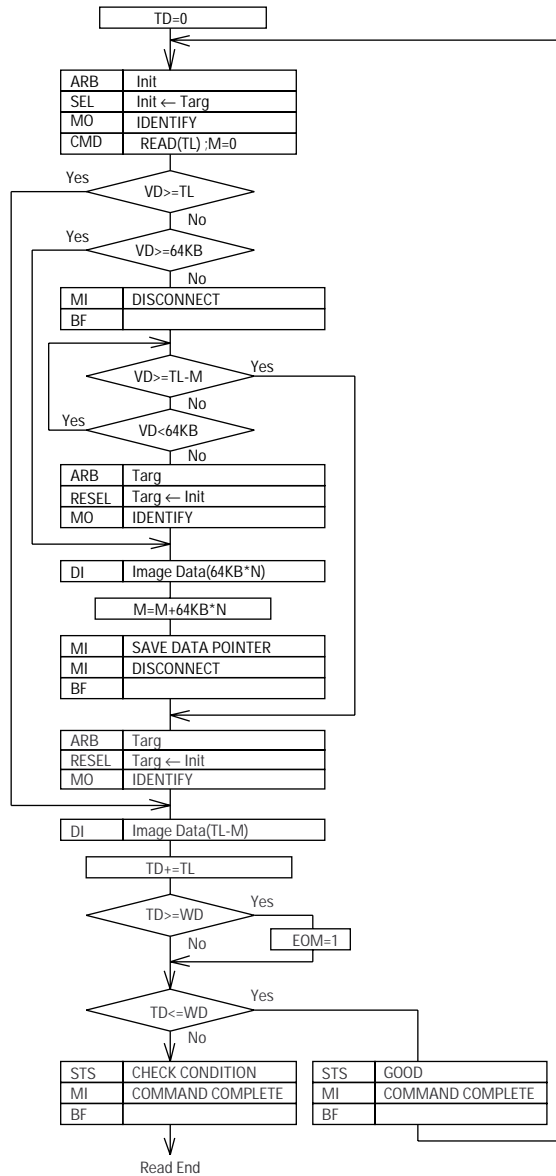 TD=0
ARB Init
SEL Init ← Targ
MO IDENTIFY
CMD READ(TL) ;M=0
Yes
VD>=TL
No
Yes
VD>=64KB
No
MI DISCONNECT
BF
VD>=TL-M
Yes
No
Yes
VD<64KB
No
ARB Targ
RESEL Targ ← Init
MO IDENTIFY
DI Image Data(64KB*N)
M=M+64KB*N
MI SAVE DATA POINTER
MI DISCONNECT
BF
ARB Targ
RESEL Targ ← Init
MO IDENTIFY
DI Image Data(TL-M)
TD+=TL
Yes
TD>=WD
EOM=1
No
Yes
TD<=WD
No
STS CHECK CONDITION
MI COMMAND COMPLETE
BF
STS GOOD
MI COMMAND COMPLETE
BF
Read End